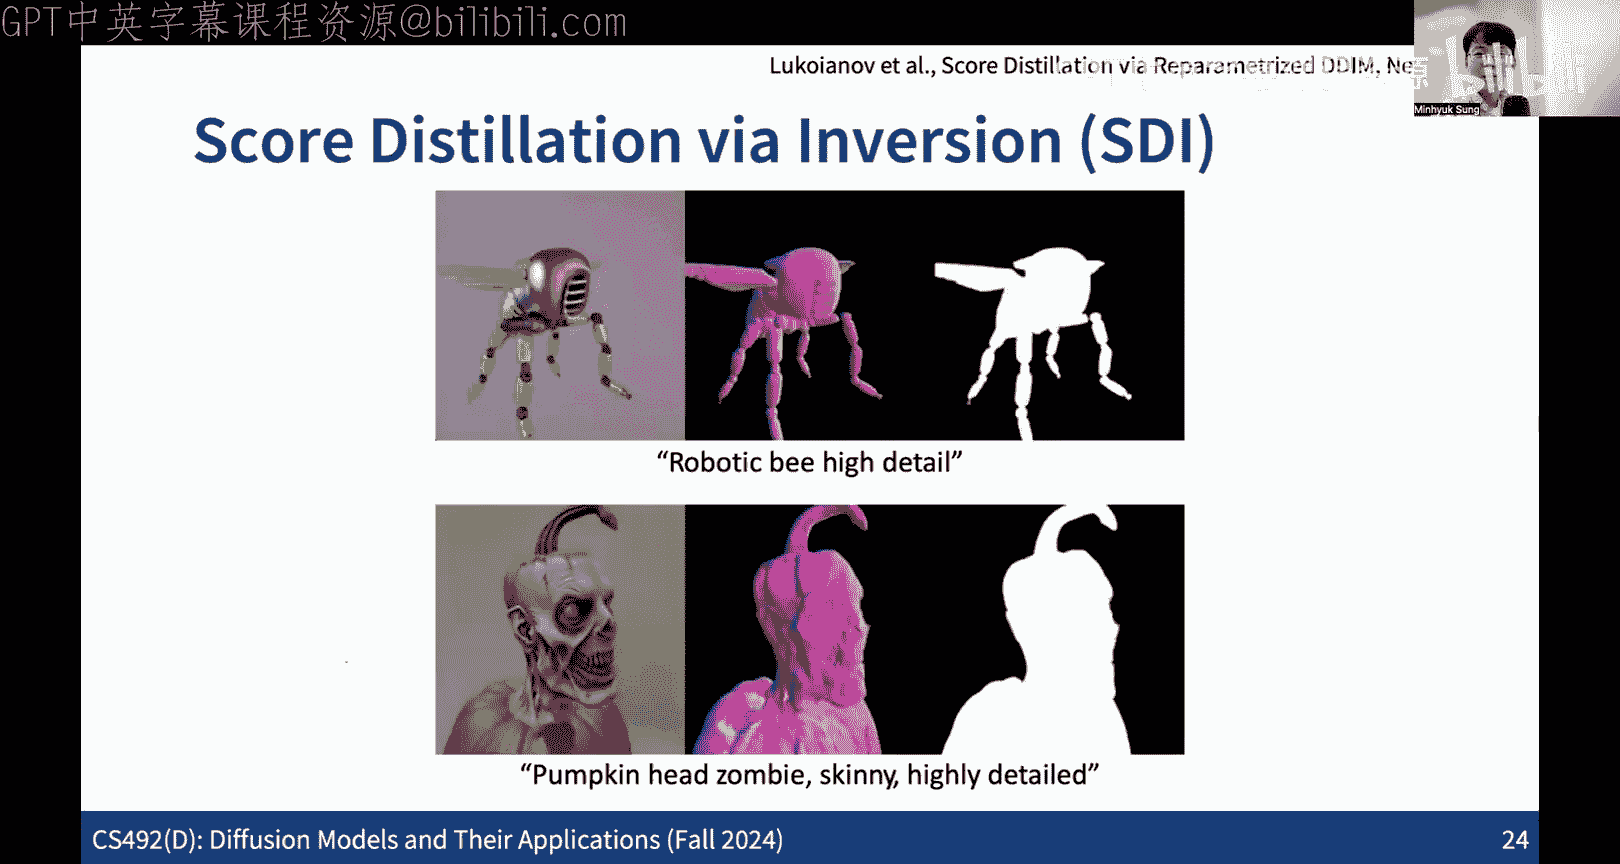 GPT中英字幕课程资源@bilibili.com
Lukoianov et al., Score Distillation via Reparametrized DDIM, Ne
bilibili
Minhyuk Sung
Score Distillation via Inversion (SDI)
“Robotic bee high detail”
“Pumpkin head zombie, skinny, highly detailed”
CS492(D): Diffusion Models and Their Applications (Fall 2024)
24